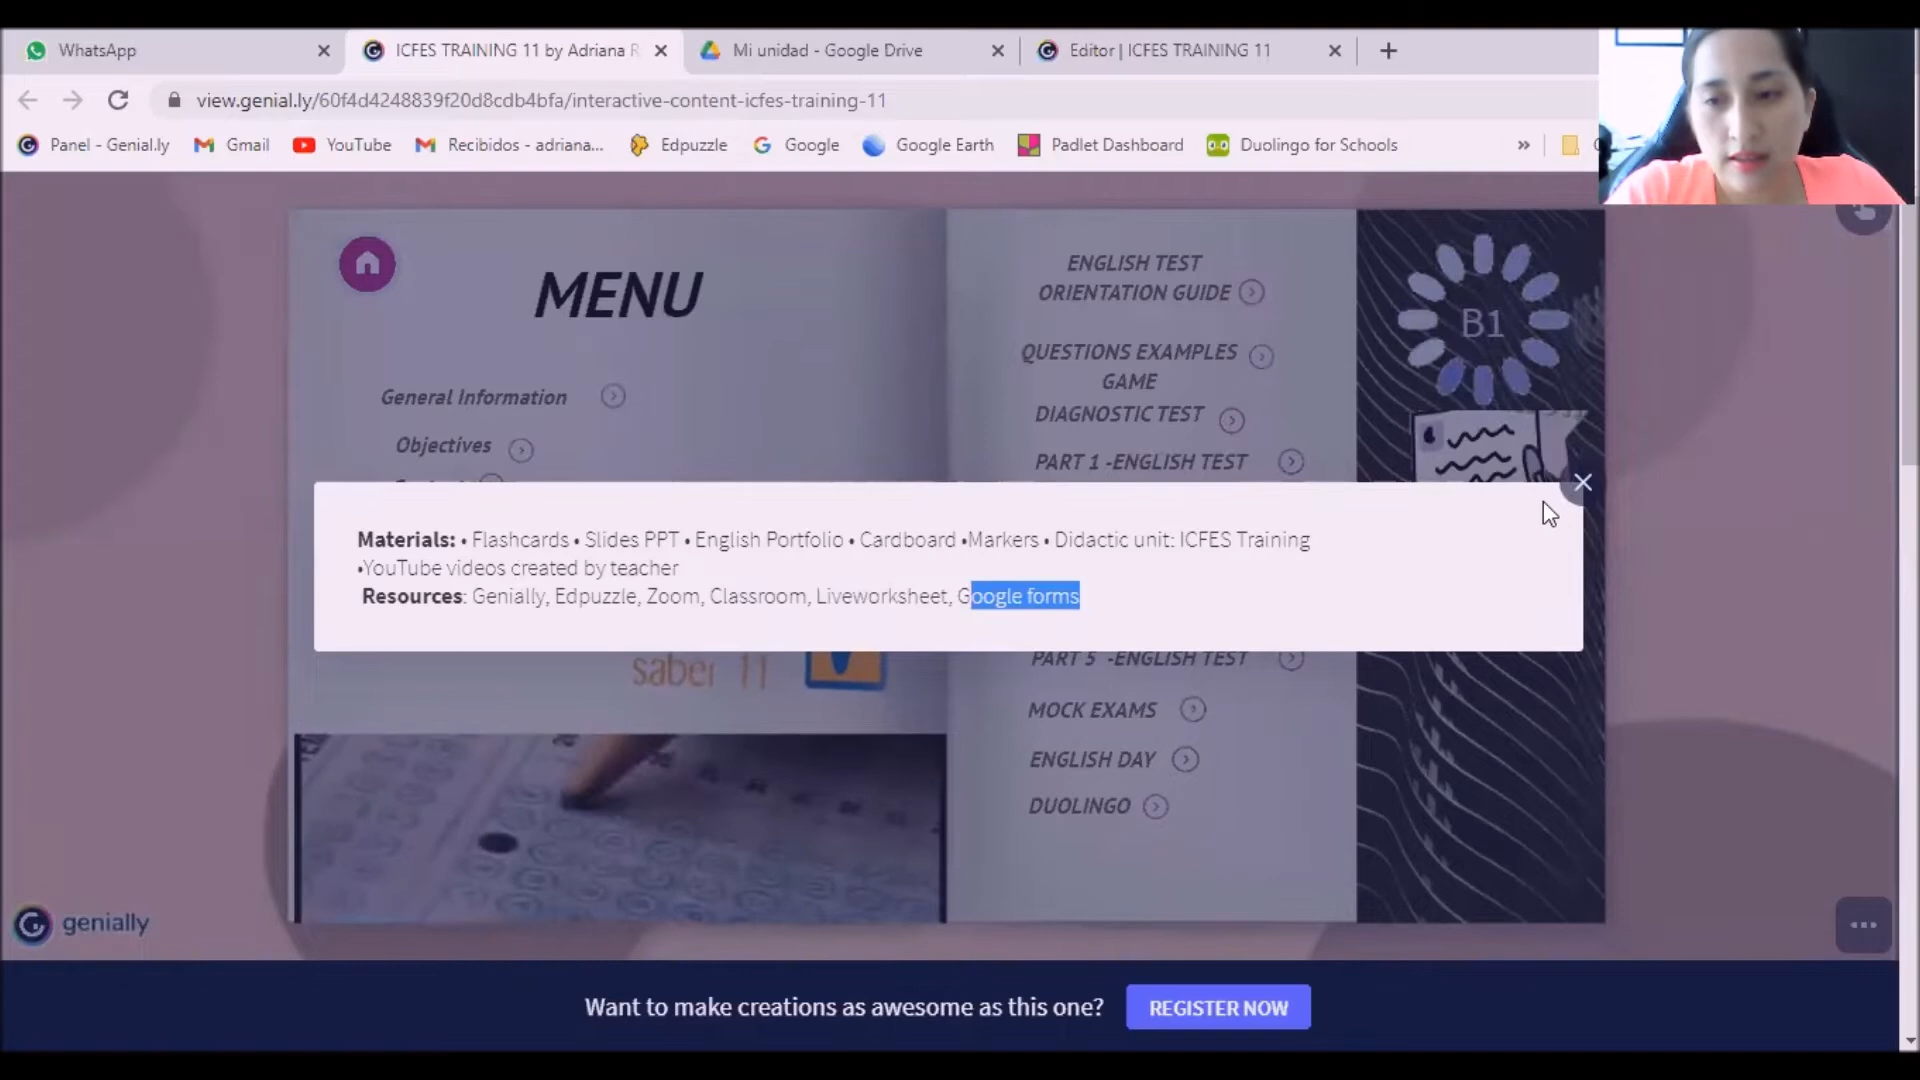 WhatsApp
ICFES TRAINING 11 by Adriana R
Mi unidad - Google Drive
Editor | ICFES TRAINING 11
view.genial.ly/60f4d4248839f20d8cdb4bfa/interactive-content-icfes-training-11
Panel - Genial.ly
Gmail
YouTube
Recibidos - adriana...
Edpuzzle
Google
Google Earth
Padlet Dashboard
Duolingo for Schools
MENU
General Information
Objectives
ENGLISH TEST
ORIENTATION GUIDE
QUESTIONS EXAMPLES
GAME
DIAGNOSTIC TEST
PART 1 -ENGLISH TEST
B1
Materials: • Flashcards • Slides PPT • English Portfolio • Cardboard •Markers • Didactic unit: ICFES Training
•YouTube videos created by teacher
Resources: Genially, Edpuzzle, Zoom, Classroom, Liveworksheet, Google forms
saber 11
PART 5 -ENGLISH TEST
MOCK EXAMS
ENGLISH DAY
DUOLINGO
genially
Want to make creations as awesome as this one?
REGISTER NOW